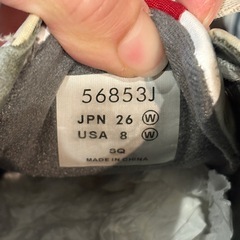 56853J
JPN 26 Ⓦ
USA 8 Ⓦ
SQ
MADE IN CHINA